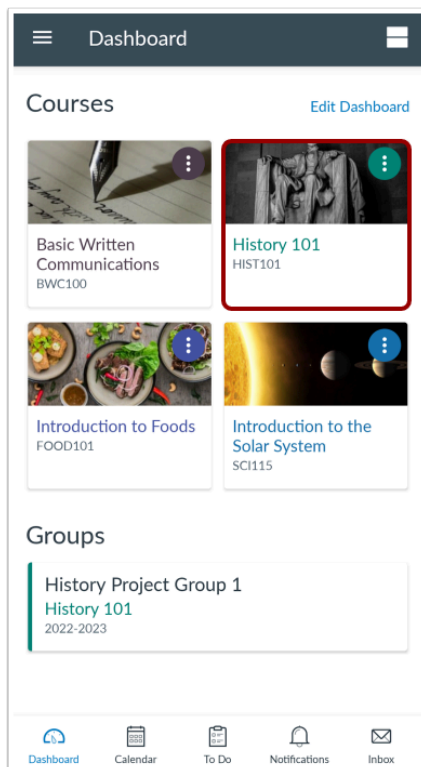 Dashboard
Courses
Edit Dashboard
Basic Written
Communications
BWC100
History 101
HIST101
Introduction to Foods
FOOD101
Introduction to the
Solar System
SCI115
Groups
History Project Group 1
History 101
2022-2023
Dashboard
Calendar
To Do
Notifications
Inbox